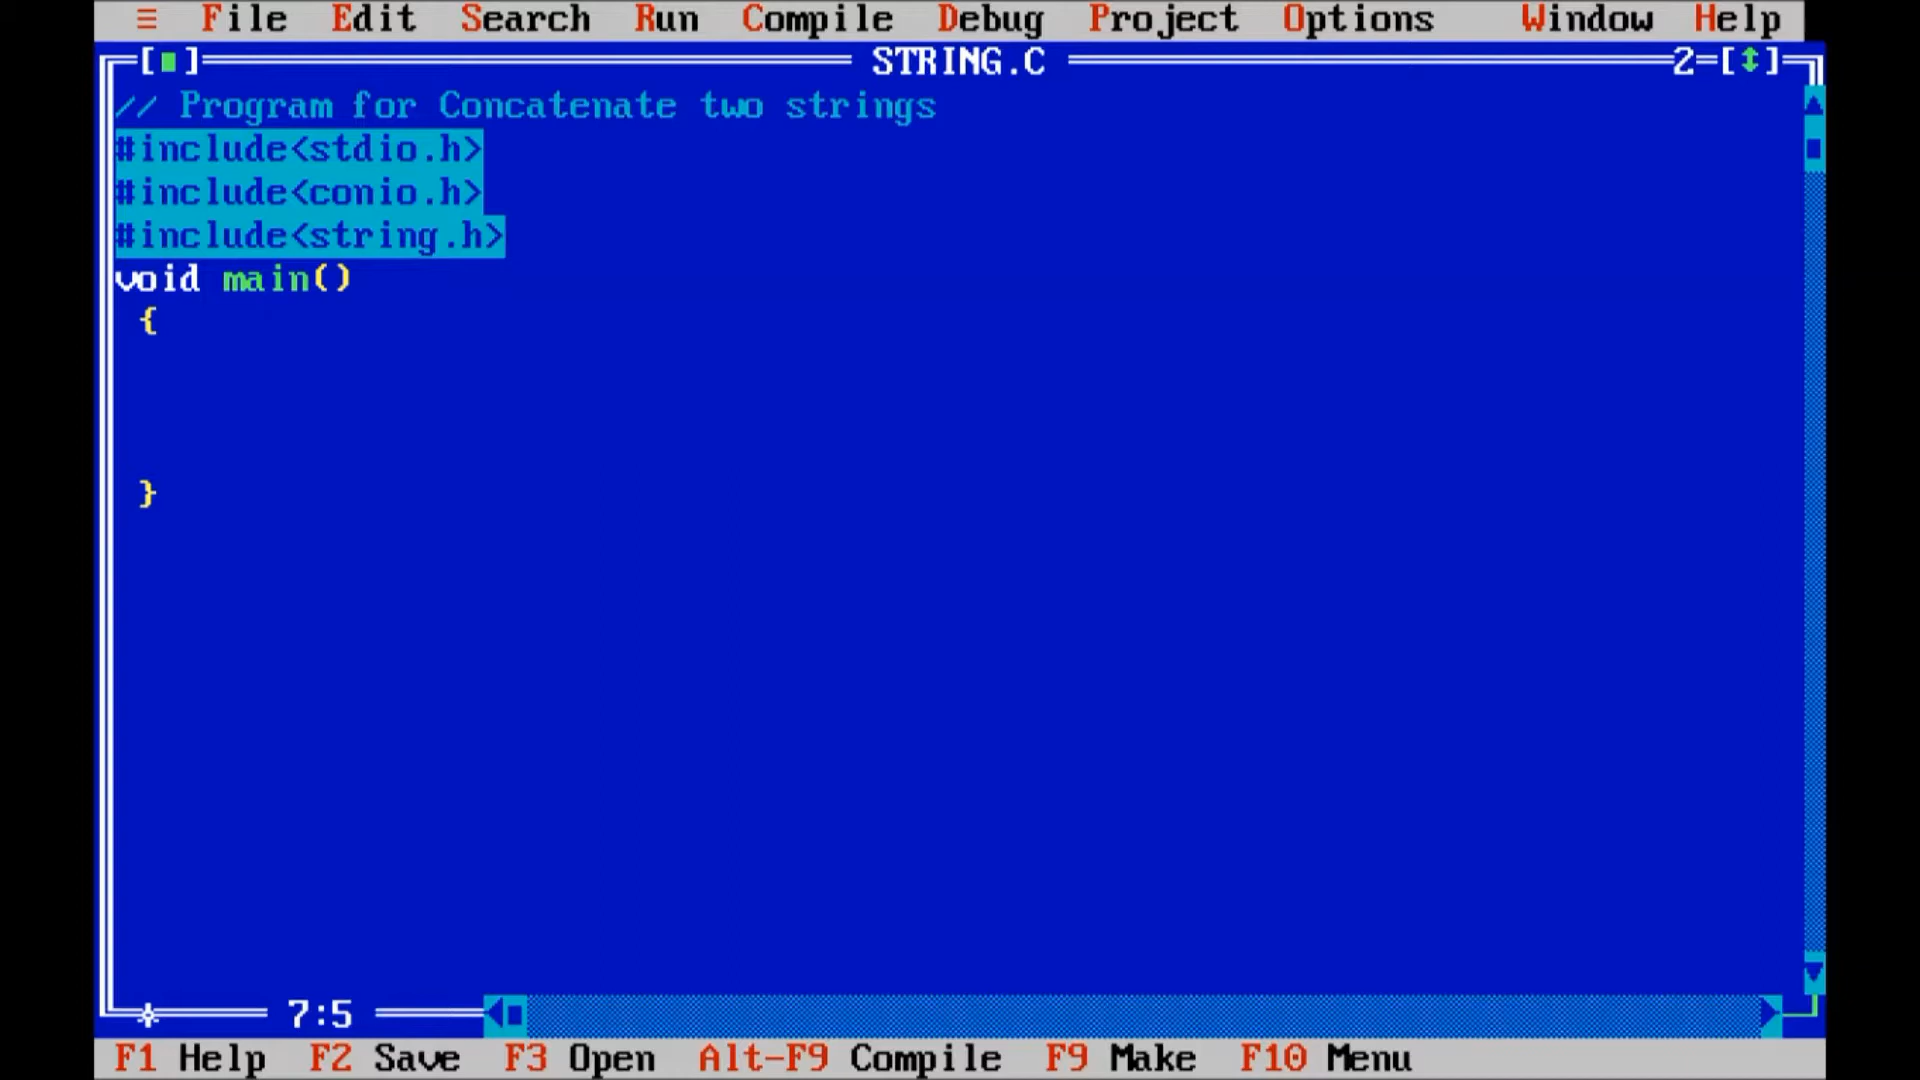 ≡ File Edit Search Run Compile Debug Project Options Window Help
[■] STRING.C 2=[↕]
// Program for Concatenate two strings
#include<stdio.h>
#include<conio.h>
#include<string.h>
void main()
{
}
7:5
F1 Help F2 Save F3 Open Alt-F9 Compile F9 Make F10 Menu